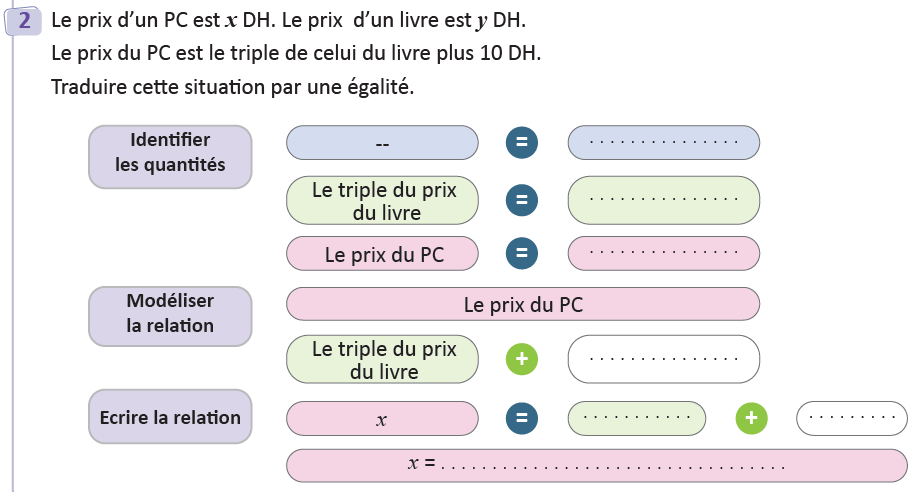 2 Le prix d'un PC est x DH. Le prix d'un livre est y DH.
Le prix du PC est le triple de celui du livre plus 10 DH.
Traduire cette situation par une égalité.
Identifier
les quantités
-- = . . . . . . . . . . . . . . .
Le triple du prix
du livre
= . . . . . . . . . . . . . . .
Le prix du PC = . . . . . . . . . . . . . . .
Modéliser
la relation
Le prix du PC
Le triple du prix
du livre
+ . . . . . . . . . . . . . . .
Ecrire la relation
x = . . . . . . . . . . . + . . . . . . . . .
x = . . . . . . . . . . . . . . . . . . . . . . . . . . . . . . . . . .